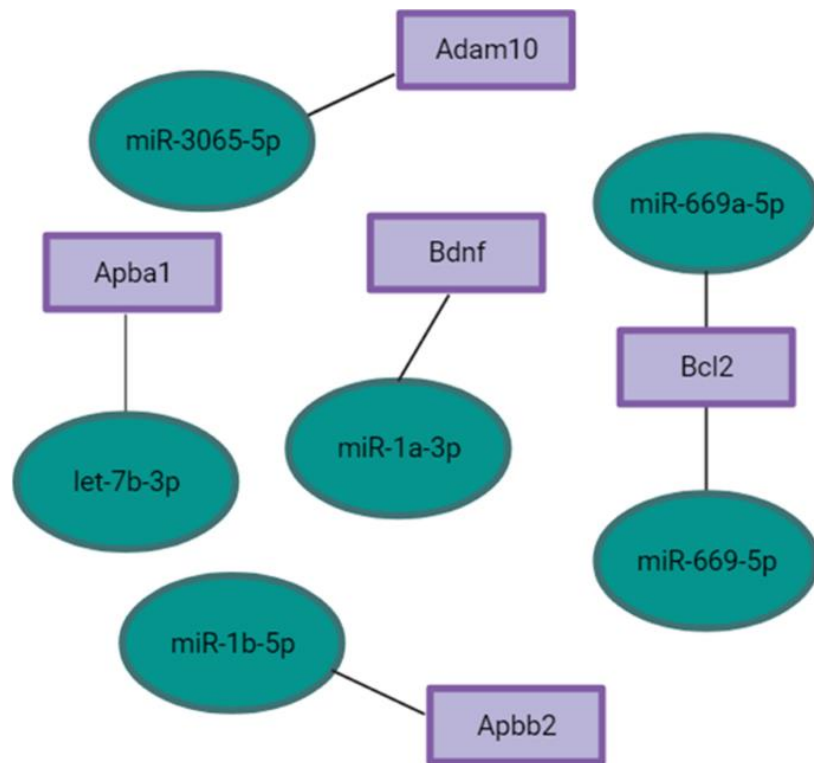 Adam10
miR-3065-5p
miR-669a-5p
Apba1
Bdnf
Bcl2
miR-1a-3p
let-7b-3p
miR-669-5p
miR-1b-5p
Apbb2